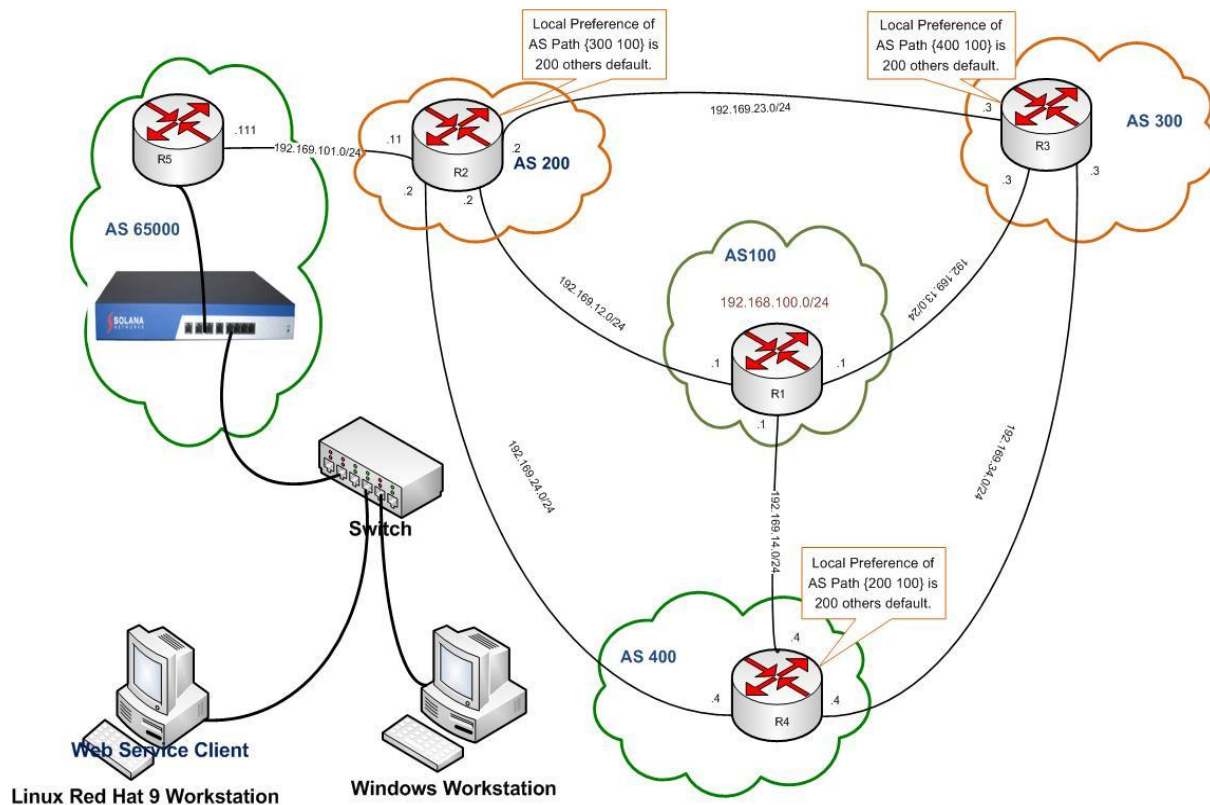 Local Preference of
AS Path {300 100} is
200 others default.
Local Preference of
AS Path {400 100} is
200 others default.
192.169.23.0/24
.3
R3
AS 300
.3
.3
.111
R5
192.169.101.0/24
.11
R2
.2
AS 200
.2
.2
AS 65000
SOLANA
NETWORKS
AS100
192.168.100.0/24
192.169.12.0/24
192.169.13.0/24
.1
R1
.1
.1
192.169.24.0/24
192.169.14.0/24
192.169.34.0/24
Switch
Local Preference of
AS Path {200 100} is
200 others default.
AS 400
.4
.4
R4
.4
Web Service Client
Linux Red Hat 9 Workstation
Windows Workstation